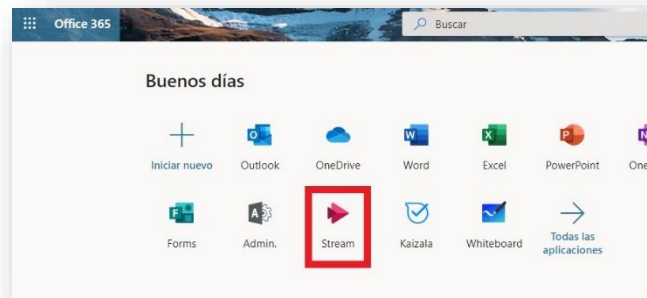 Office 365
Buscar
Buenos días
Iniciar nuevo
Outlook
OneDrive
Word
Excel
PowerPoint
One
Forms
Admin.
Stream
Kaizala
Whiteboard
Todas las
aplicaciones